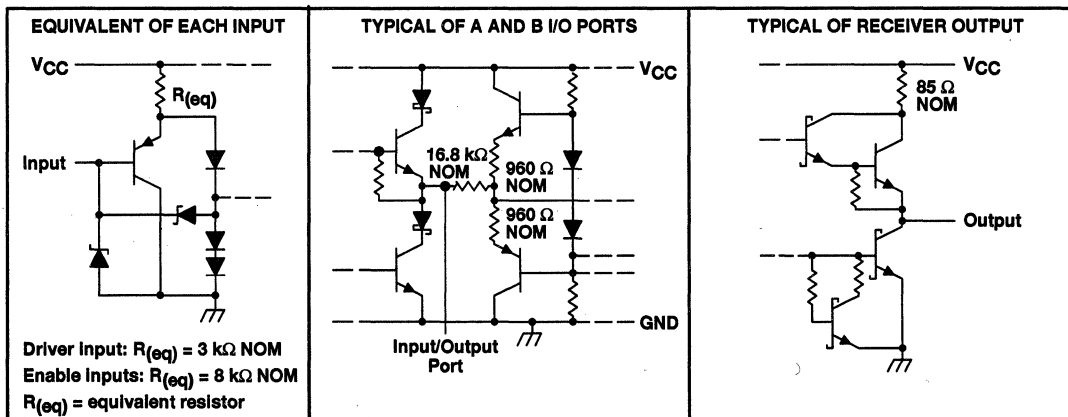 EQUIVALENT OF EACH INPUT
VCC
R(eq)
Input
Driver input: R(eq) = 3 kΩ NOM
Enable inputs: R(eq) = 8 kΩ NOM
R(eq) = equivalent resistor
TYPICAL OF A AND B I/O PORTS
VCC
16.8 kΩ
NOM
960 Ω
NOM
960 Ω
NOM
GND
Input/Output
Port
TYPICAL OF RECEIVER OUTPUT
VCC
85 Ω
NOM
Output